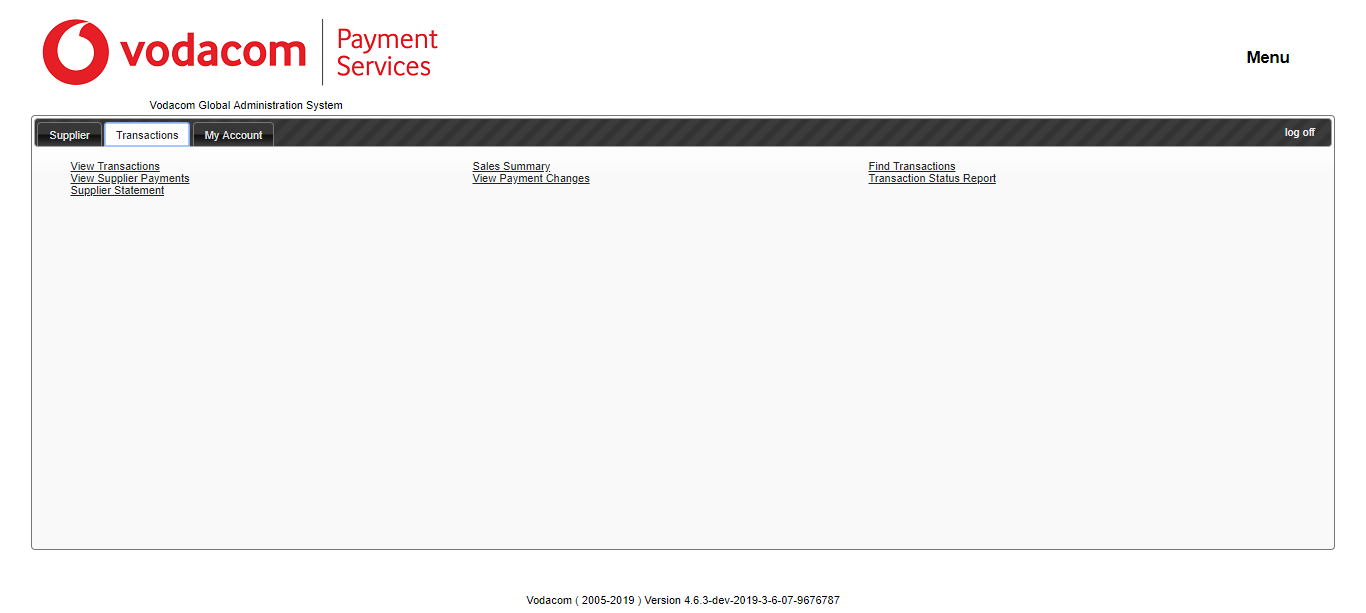 vodacom
Payment
Services
Menu
Vodacom Global Administration System
Supplier Transactions My Account log off
View Transactions Sales Summary Find Transactions
View Supplier Payments View Payment Changes Transaction Status Report
Supplier Statement
Vodacom ( 2005-2019 ) Version 4.6.3-dev-2019-3-6-07-9676787